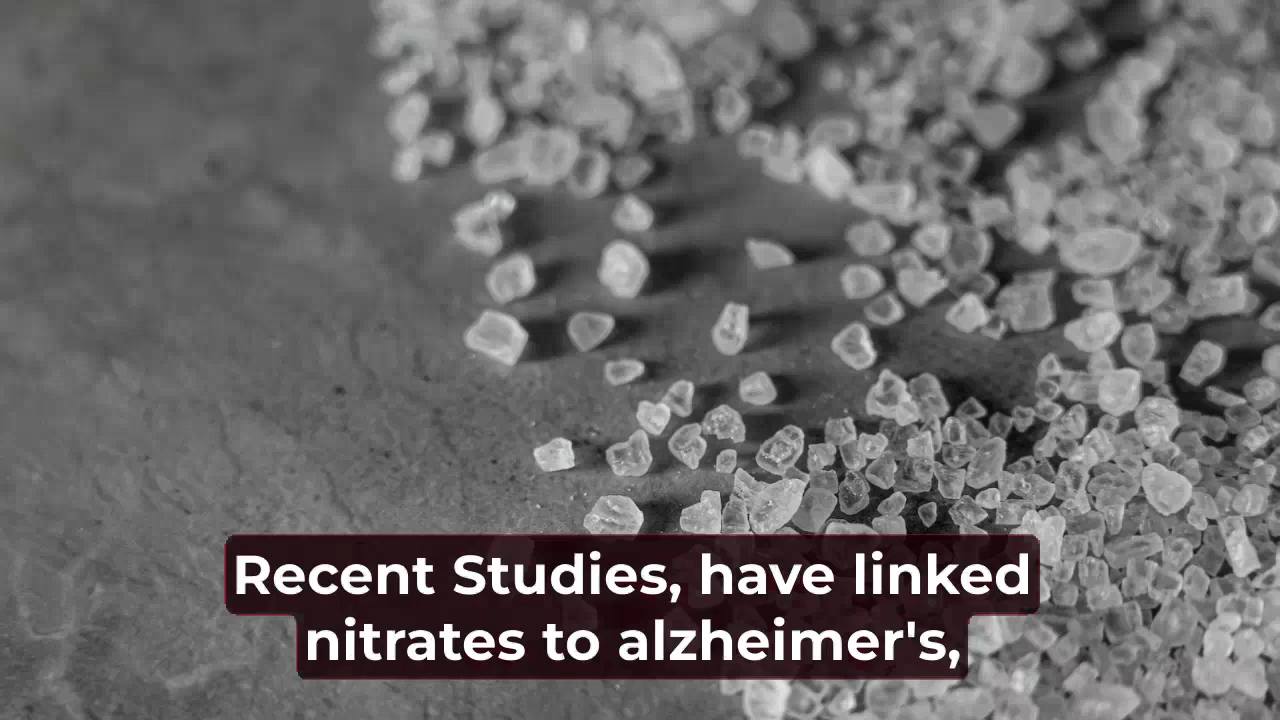 Recent Studies, have linked
nitrates to alzheimer's,